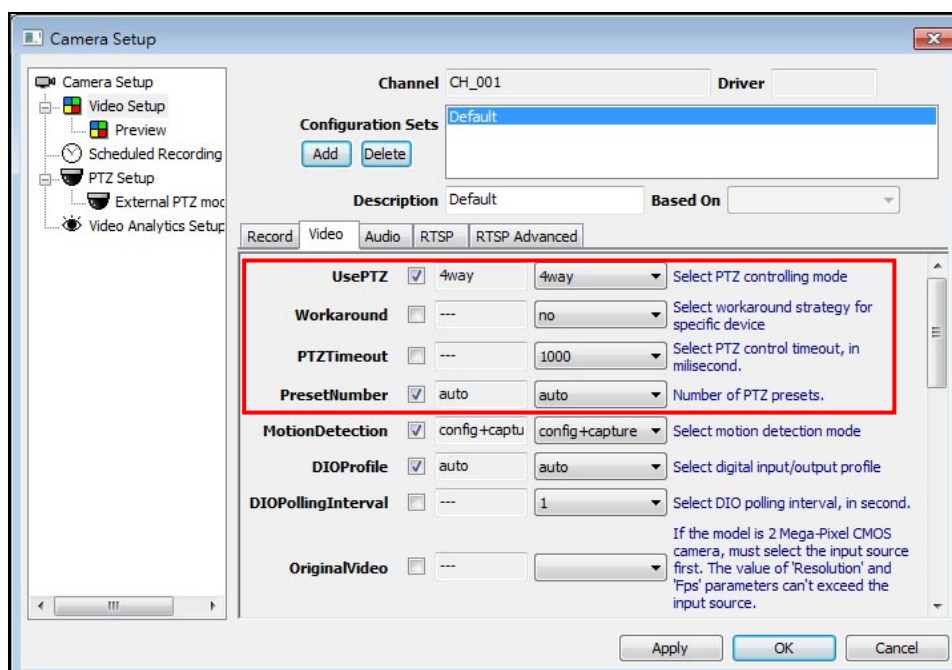 Camera Setup
Camera Setup
Video Setup
Preview
Scheduled Recording
PTZ Setup
External PTZ mod
Video Analytics Setup
Channel CH_001 Driver
Configuration Sets Default
Add Delete
Description Default Based On
Record Video Audio RTSP RTSP Advanced
UsePTZ 4way 4way Select PTZ controlling mode
Workaround --- no Select workaround strategy for
specific device
PTZTimeout --- 1000 Select PTZ control timeout, in
milisecond.
PresetNumber auto auto Number of PTZ presets.
MotionDetection config+captu config+capture Select motion detection mode
DIOProfile auto auto Select digital input/output profile
DIOPollingInterval --- 1 Select DIO polling interval, in second.
OriginalVideo --- If the model is 2 Mega-Pixel CMOS
camera, must select the input source
first. The value of 'Resolution' and
'Fps' parameters can't exceed the
input source.
Apply OK Cancel